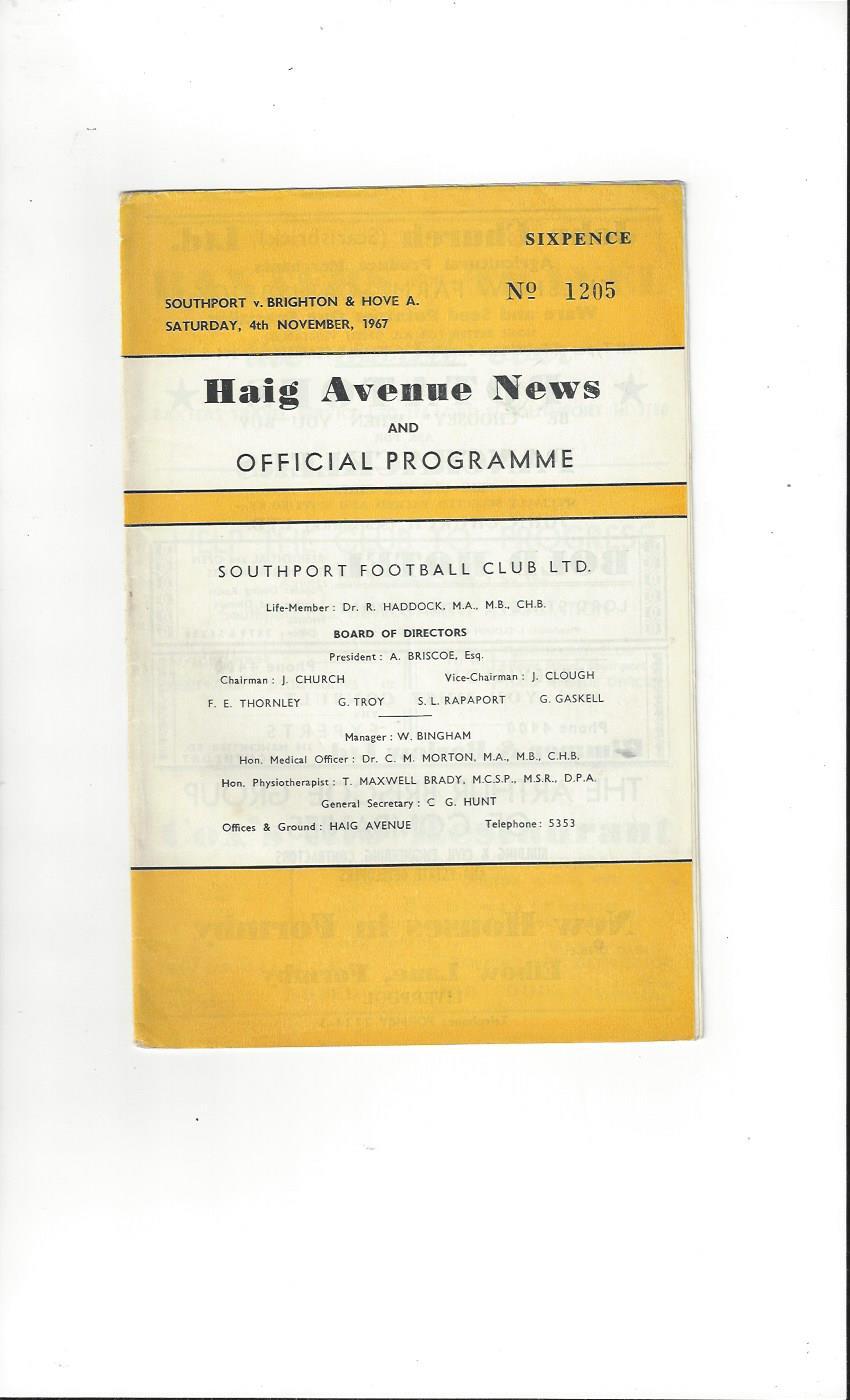 SIXPENCE
Nº 1205
SOUTHPORT v. BRIGHTON & HOVE A.
SATURDAY, 4th NOVEMBER, 1967
Haig Avenue News
AND
OFFICIAL PROGRAMME
SOUTHPORT FOOTBALL CLUB LTD.
Life-Member : Dr. R. HADDOCK, M.A., M.B., CH.B.
BOARD OF DIRECTORS
President : A. BRISCOE, Esq.
Chairman : J. CHURCH Vice-Chairman : J. CLOUGH
F. E. THORNLEY G. TROY S. L. RAPAPORT G. GASKELL
Manager : W. BINGHAM
Hon. Medical Officer : Dr. C. M. MORTON, M.A., M.B., C.H.B.
Hon. Physiotherapist : T. MAXWELL BRADY, M.C.S.P., M.S.R., D.P.A.
General Secretary : C G. HUNT
Offices & Ground : HAIG AVENUE Telephone : 5353